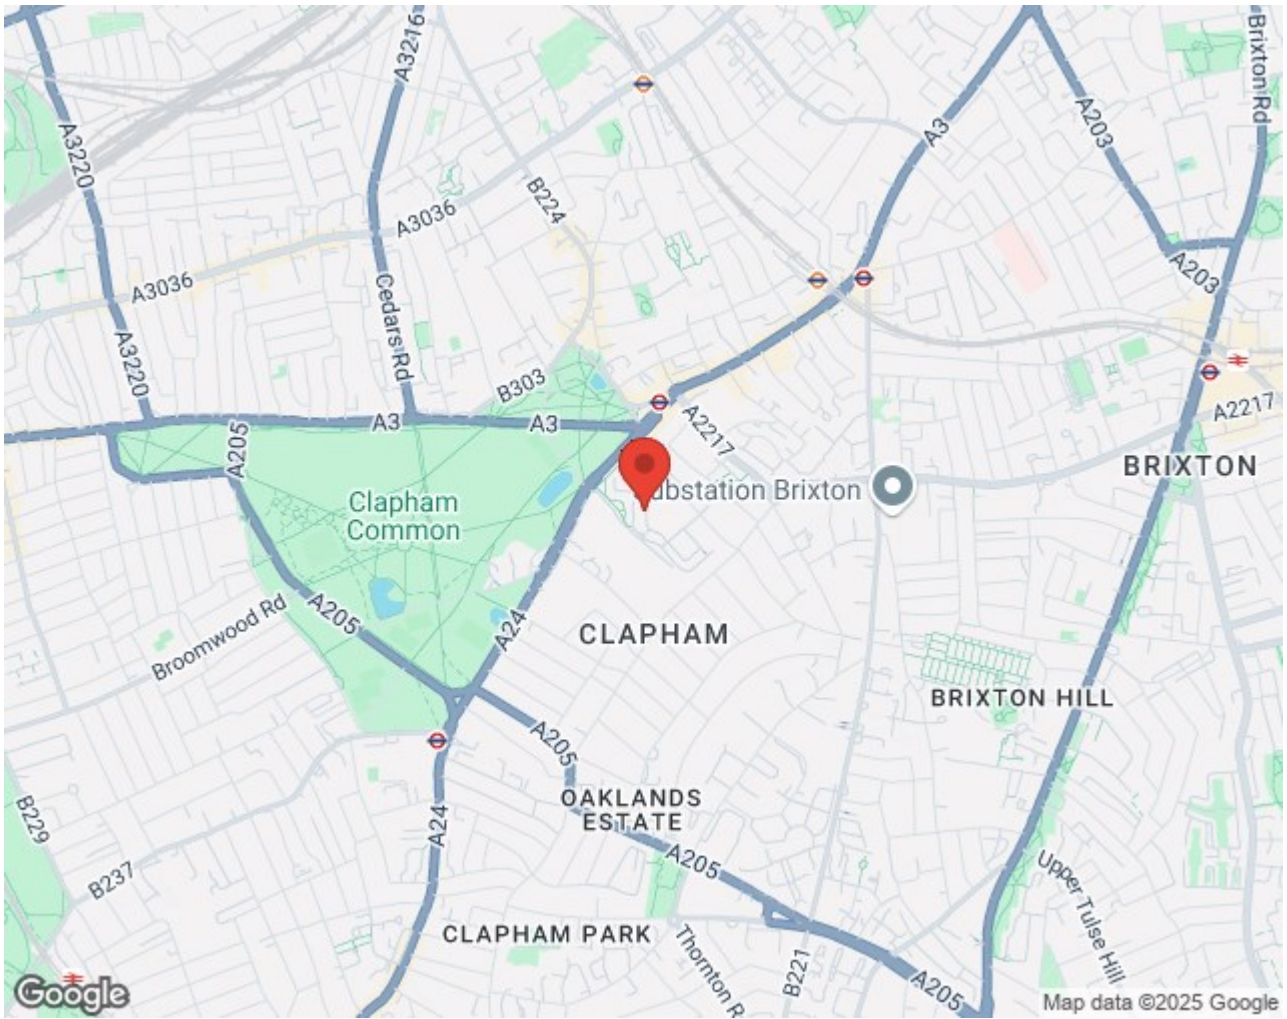 A3216
Brixton Rd
A3
A203
A3220
B224
A3036
A203
A3036
Cedars Rd
A3220
B303
A3
A3
A2217
A2217
A205
BRIXTON
Substation Brixton
Clapham
Common
A205
A24
Broomwood Rd
CLAPHAM
BRIXTON HILL
A205
OAKLANDS
ESTATE
B229
A24
A205
B237
Upper Tulse Hill
CLAPHAM PARK
Thornton R
B221
A205
Google
Map data ©2025 Google